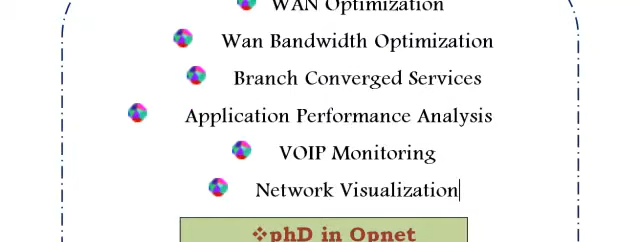 WAN Optimization
Wan Bandwidth Optimization
Branch Converged Services
Application Performance Analysis
VOIP Monitoring
Network Visualization
❖phD in Opnet